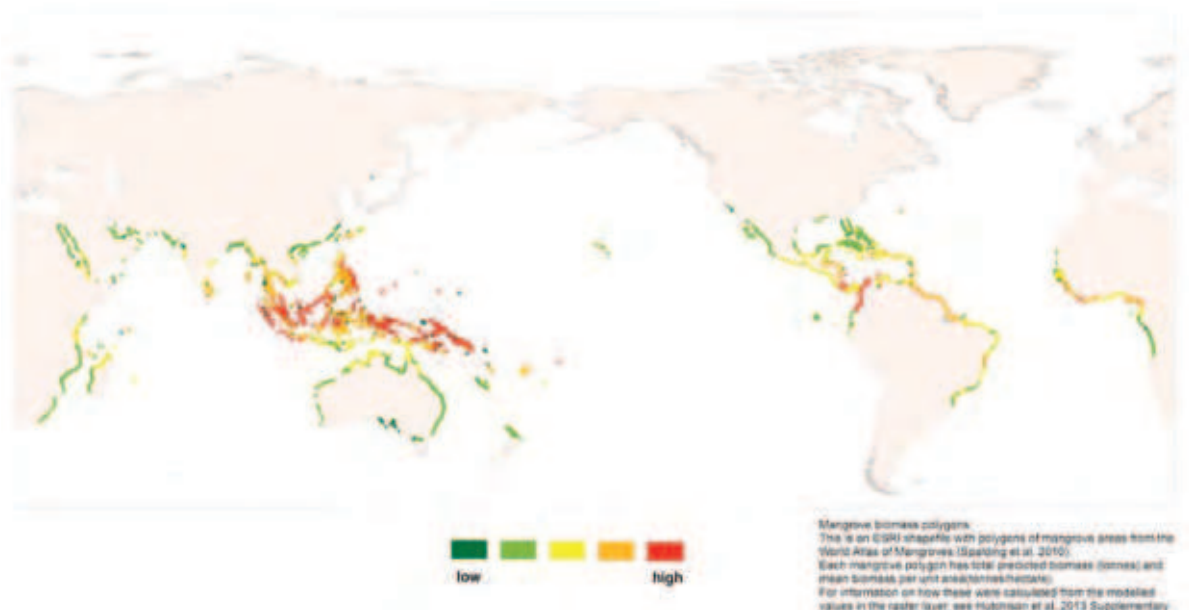 low
high
Mangrove biomass polygons
This is an ESRI shapefile with polygons of mangrove areas from the
World Atlas of Mangroves (Spalding et al. 2010).
Each mangrove polygon has total predicted biomass (tonnes) and
mean biomass per unit area(tonnes/hectare).
For information on how these were calculated from the modelled
values in the raster layer, see Hutchison et al. 2013 Supplementary